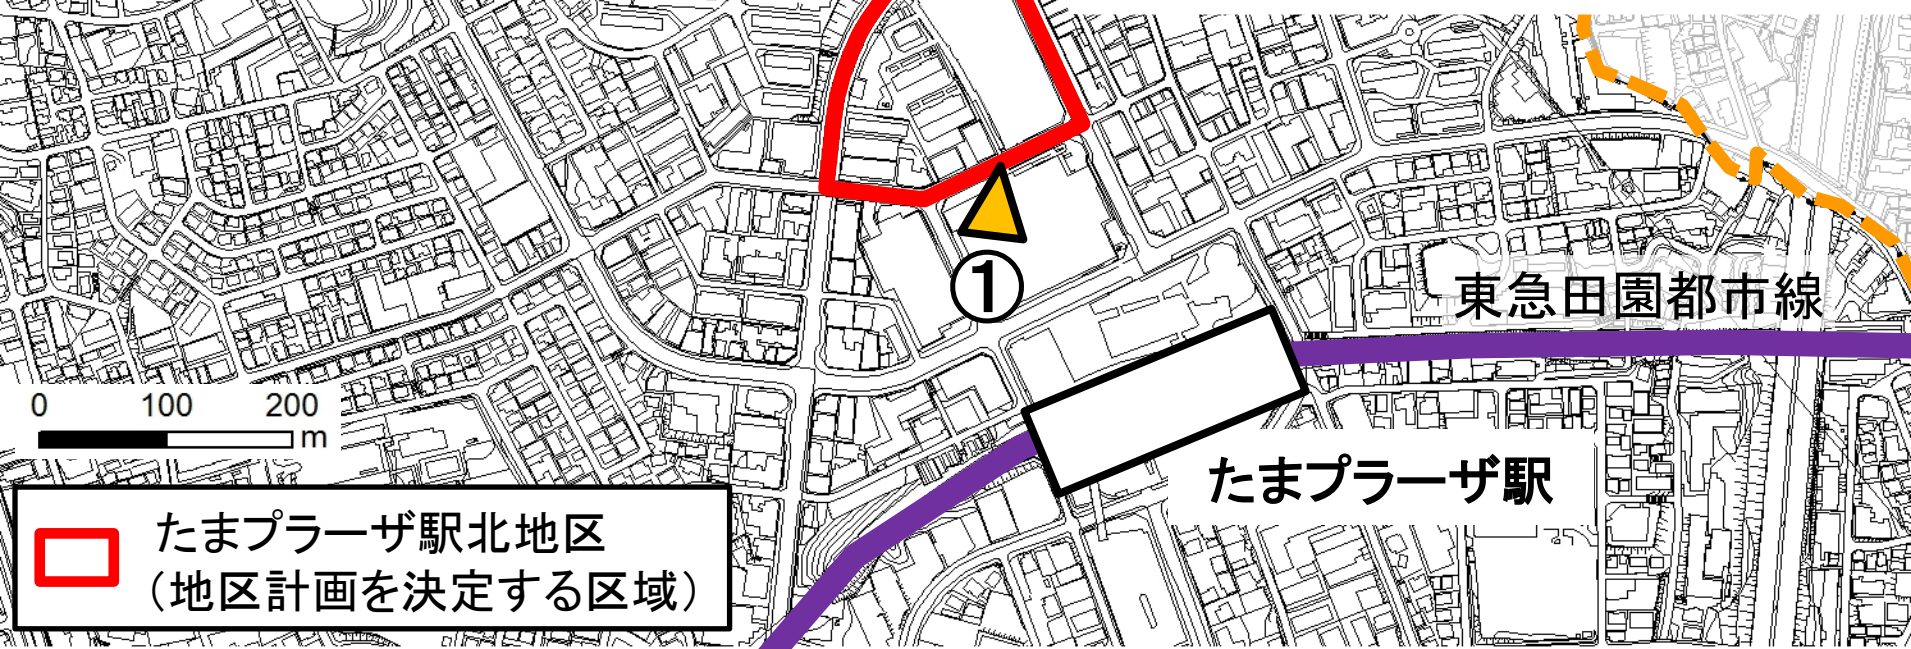 ①
東急田園都市線
0 100 200
m
たまプラーザ駅
たまプラーザ駅北地区
（地区計画を決定する区域）